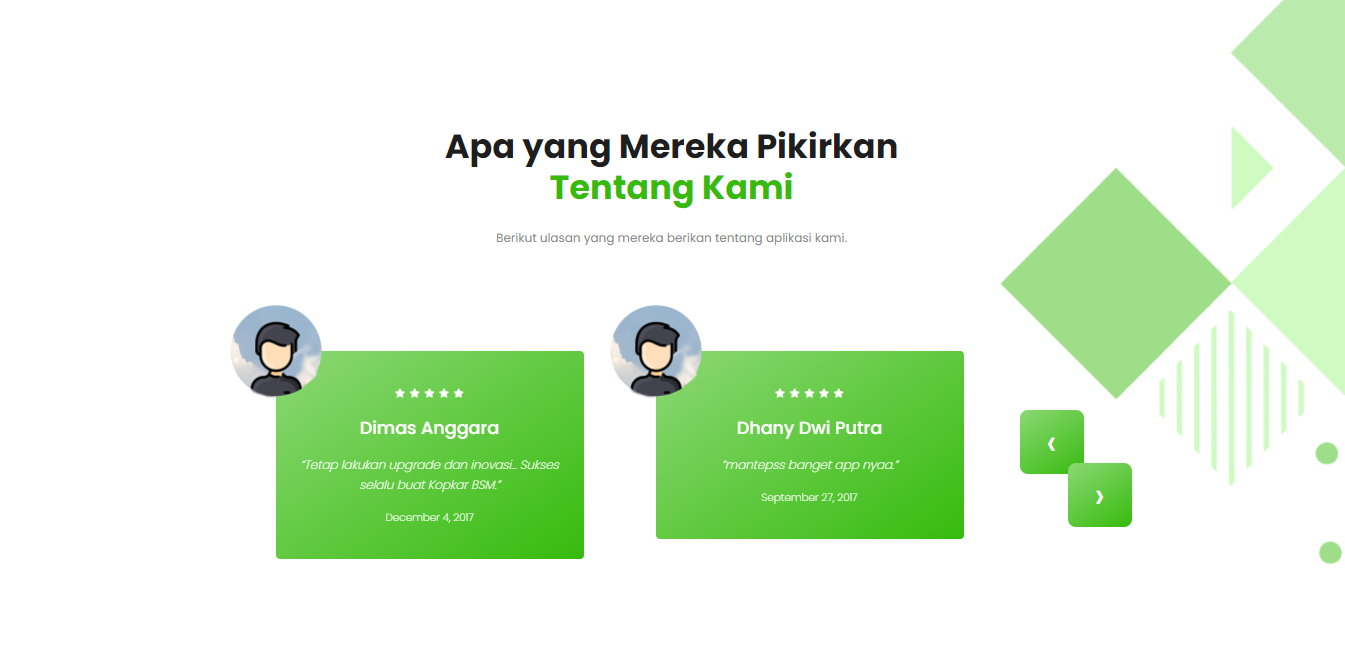 Apa yang Mereka Pikirkan
Tentang Kami
Berikut ulasan yang mereka berikan tentang aplikasi kami.
Dimas Anggara
“Tetap lakukan upgrade dan inovasi... Sukses
selalu buat Kopkar BSM.”
December 4, 2017
Dhany Dwi Putra
“mantepss banget app nyaa.”
September 27, 2017